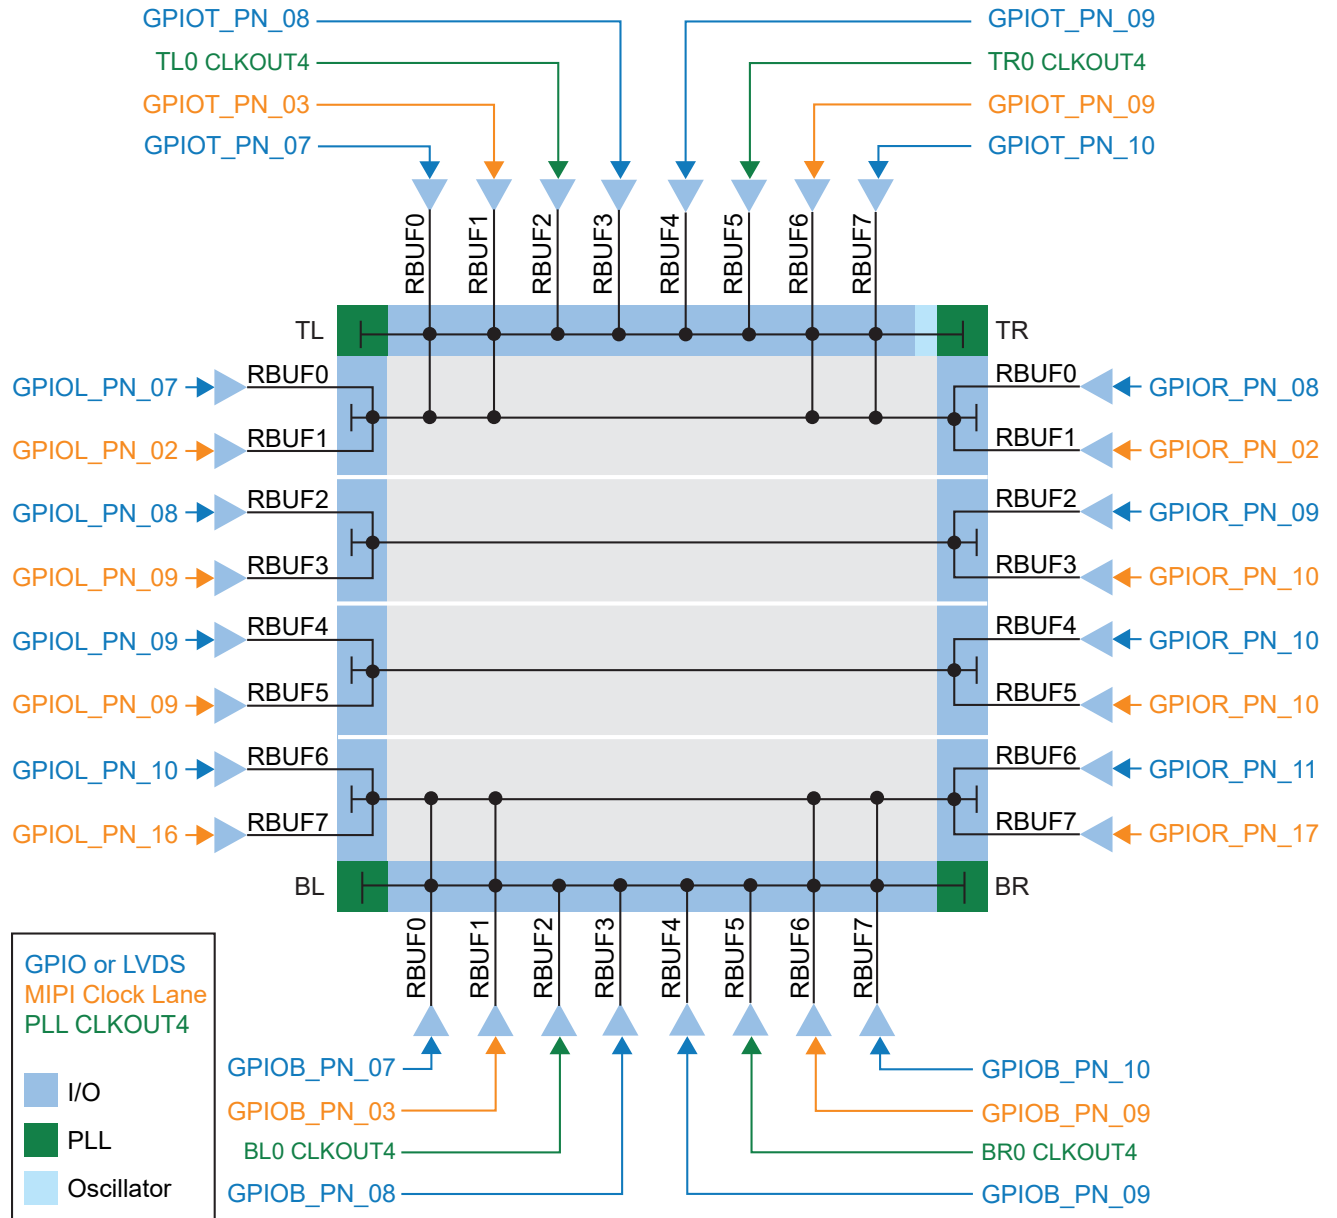 GPIOT_PN_08
GPIOT_PN_09
TL0 CLKOUT4
TR0 CLKOUT4
GPIOT_PN_03
GPIOT_PN_09
GPIOT_PN_07
GPIOT_PN_10
RBUF0
RBUF1
RBUF2
RBUF3
RBUF4
RBUF5
RBUF6
RBUF7
TL
TR
GPIOL_PN_07
RBUF0
RBUF0
GPIOR_PN_08
GPIOL_PN_02
RBUF1
RBUF1
GPIOR_PN_02
GPIOL_PN_08
RBUF2
RBUF2
GPIOR_PN_09
GPIOL_PN_09
RBUF3
RBUF3
GPIOR_PN_10
GPIOL_PN_09
RBUF4
RBUF4
GPIOR_PN_10
GPIOL_PN_09
RBUF5
RBUF5
GPIOR_PN_10
GPIOL_PN_10
RBUF6
RBUF6
GPIOR_PN_11
GPIOL_PN_16
RBUF7
RBUF7
GPIOR_PN_17
BL
BR
RBUF0
RBUF1
RBUF2
RBUF3
RBUF4
RBUF5
RBUF6
RBUF7
GPIOB_PN_07
GPIOB_PN_10
GPIOB_PN_03
GPIOB_PN_09
BL0 CLKOUT4
BR0 CLKOUT4
GPIOB_PN_08
GPIOB_PN_09
GPIO or LVDS
MIPI Clock Lane
PLL CLKOUT4
I/O
PLL
Oscillator